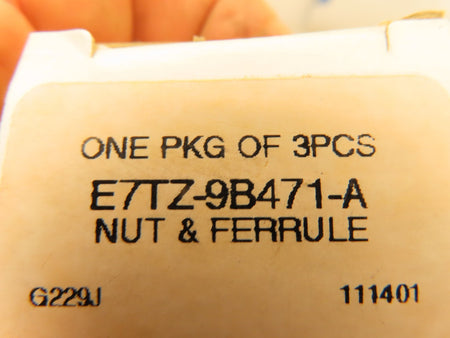 ONE PKG OF 3PCS
E7TZ-9B471-A
NUT & FERRULE
G229J 111401